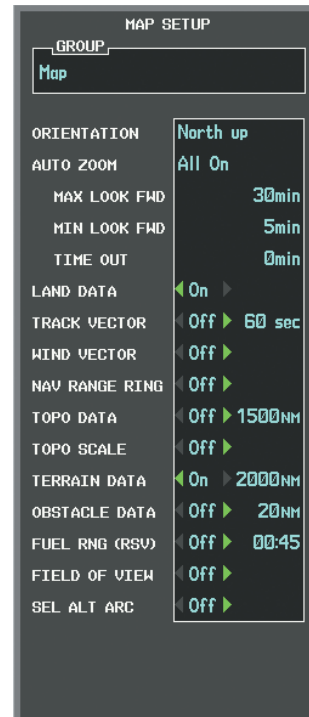 MAP SETUP
GROUP
Map
ORIENTATION North up
AUTO ZOOM All On
MAX LOOK FWD 30min
MIN LOOK FWD 5min
TIME OUT 0min
LAND DATA On
TRACK VECTOR Off 60 sec
WIND VECTOR Off
NAV RANGE RING Off
TOPO DATA Off 1500NM
TOPO SCALE Off
TERRAIN DATA On 2000NM
OBSTACLE DATA Off 20NM
FUEL RNG (RSV) Off 00:45
FIELD OF VIEW Off
SEL ALT ARC Off